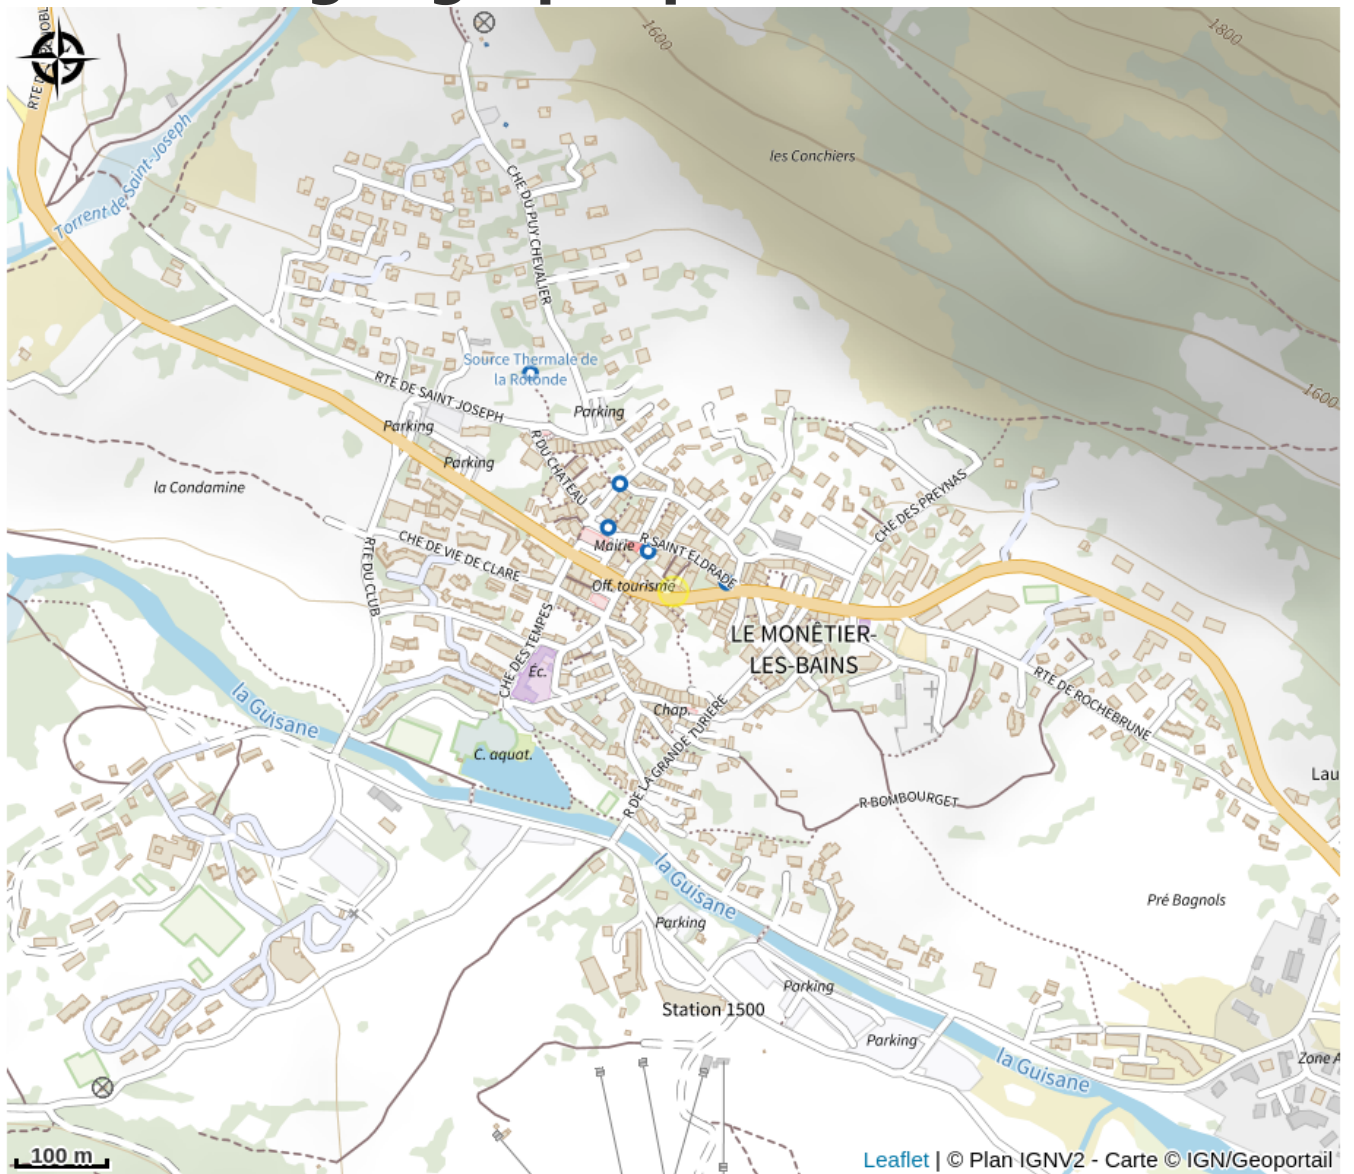 1600
1800
RTE D
Torrent de Saint-Joseph
les Conchiers
CHE DU PUY CHEVALIER
Source Thermale de
la Rotonde
RTE DE SAINT JOSEPH
Parking
1600
Parking
R DU CHATEAU
Parking
la Condamine
CHE DES PREYNAS
Mairie
R SAINT ELDRADE
CHE DE VIE DE CLARE
RTE DU CLUB
Off. tourisme
CHE DES TEMPES
LE MONÊTIER-
LES-BAINS
Ec.
la Guisane
RTE DE ROCHEBRUNE
Chap.
R DE LA GRANDE TURIERE
C. aquat.
Lau
R BOMBOURGET
la Guisane
Pré Bagnols
Parking
Parking
Station 1500
Parking
la Guisane
Zone A
100 m
Leaflet | © Plan IGNV2 - Carte © IGN/Geoportail